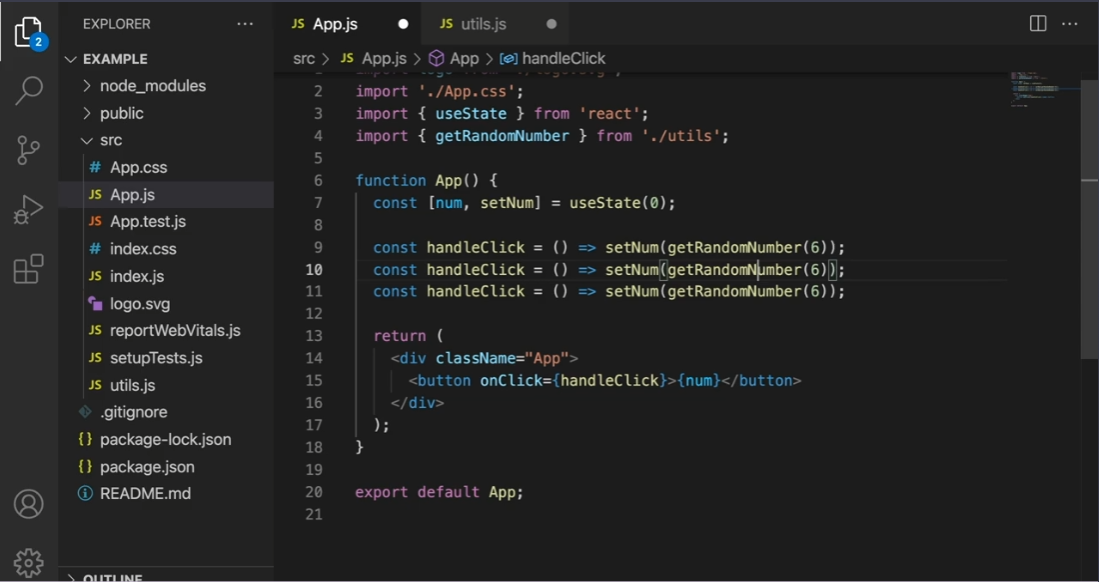 EXPLORER
EXAMPLE
node_modules
public
src
# App.css
JS App.js
JS App.test.js
# index.css
JS index.js
logo.svg
JS reportWebVitals.js
JS setupTests.js
JS utils.js
.gitignore
{} package-lock.json
{} package.json
README.md
OUTLINE
2
JS App.js
JS utils.js
src > JS App.js > App > handleClick
2 import './App.css';
3 import { useState } from 'react';
4 import { getRandomNumber } from './utils';
5
6 function App() {
7 const [num, setNum] = useState(0);
8
9 const handleClick = () => setNum(getRandomNumber(6));
10 const handleClick = () => setNum(getRandomNumber(6));
11 const handleClick = () => setNum(getRandomNumber(6));
12
13 return (
14 <div className="App">
15 <button onClick={handleClick}>{num}</button>
16 </div>
17 );
18 }
19
20 export default App;
21